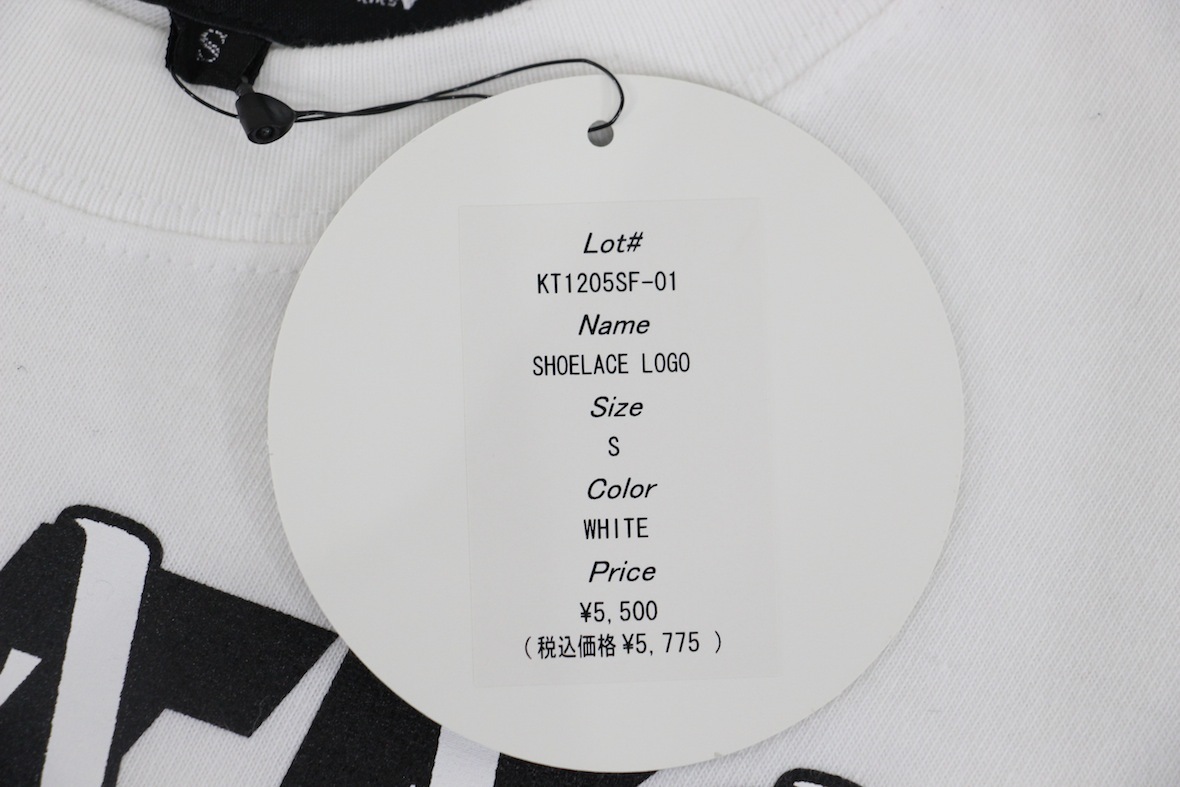 S
Lot#
KT1205SF-01
Name
SHOELACE LOGO
Size
S
Color
WHITE
Price
¥5,500
(税込価格¥5,775 )